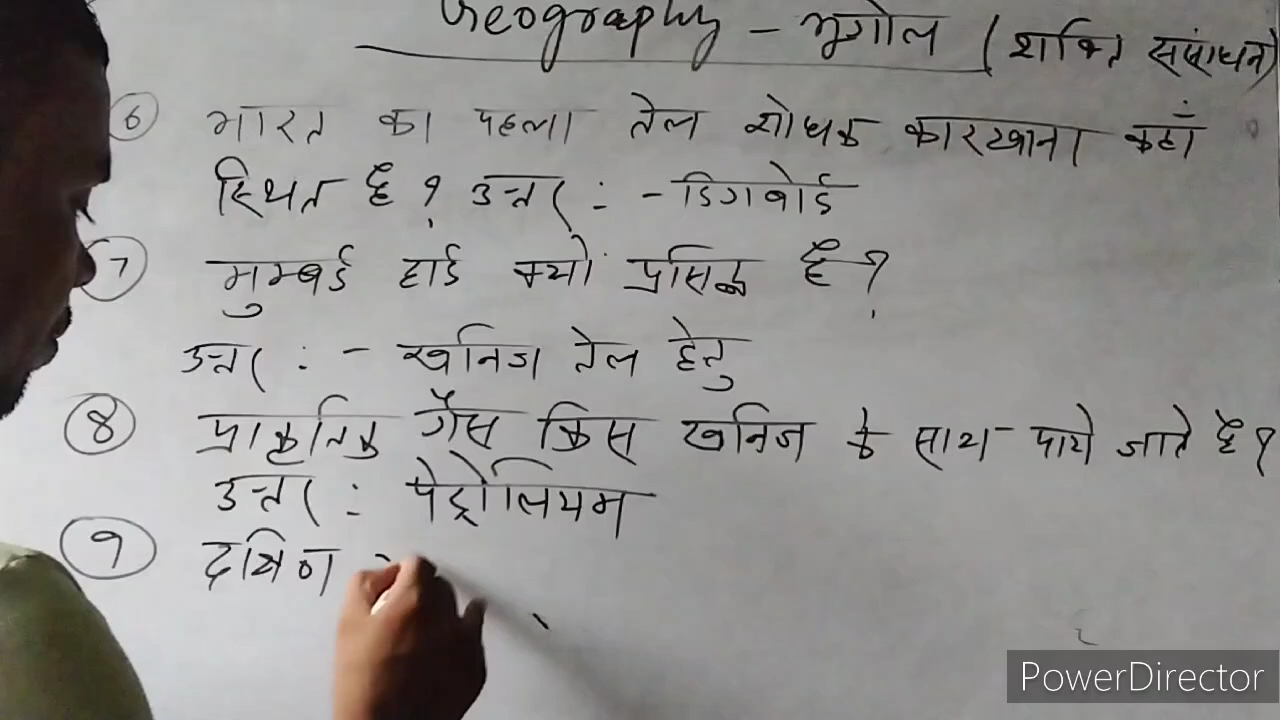 Geography - भूगोल (शक्ति संसाधन)
6 भारत का पहला तेल शोधक कारखाना कहाँ
स्थित है ? उत्तर : - डिगबोई
7 मुम्बई हाई क्यों प्रसिद्ध है ?
उत्तर : - खनिज तेल हेतु
8 प्राकृतिक गैस किस खनिज के साथ पाये जाते है ?
उत्तर : पेट्रोलियम
9 दक्षिण
PowerDirector